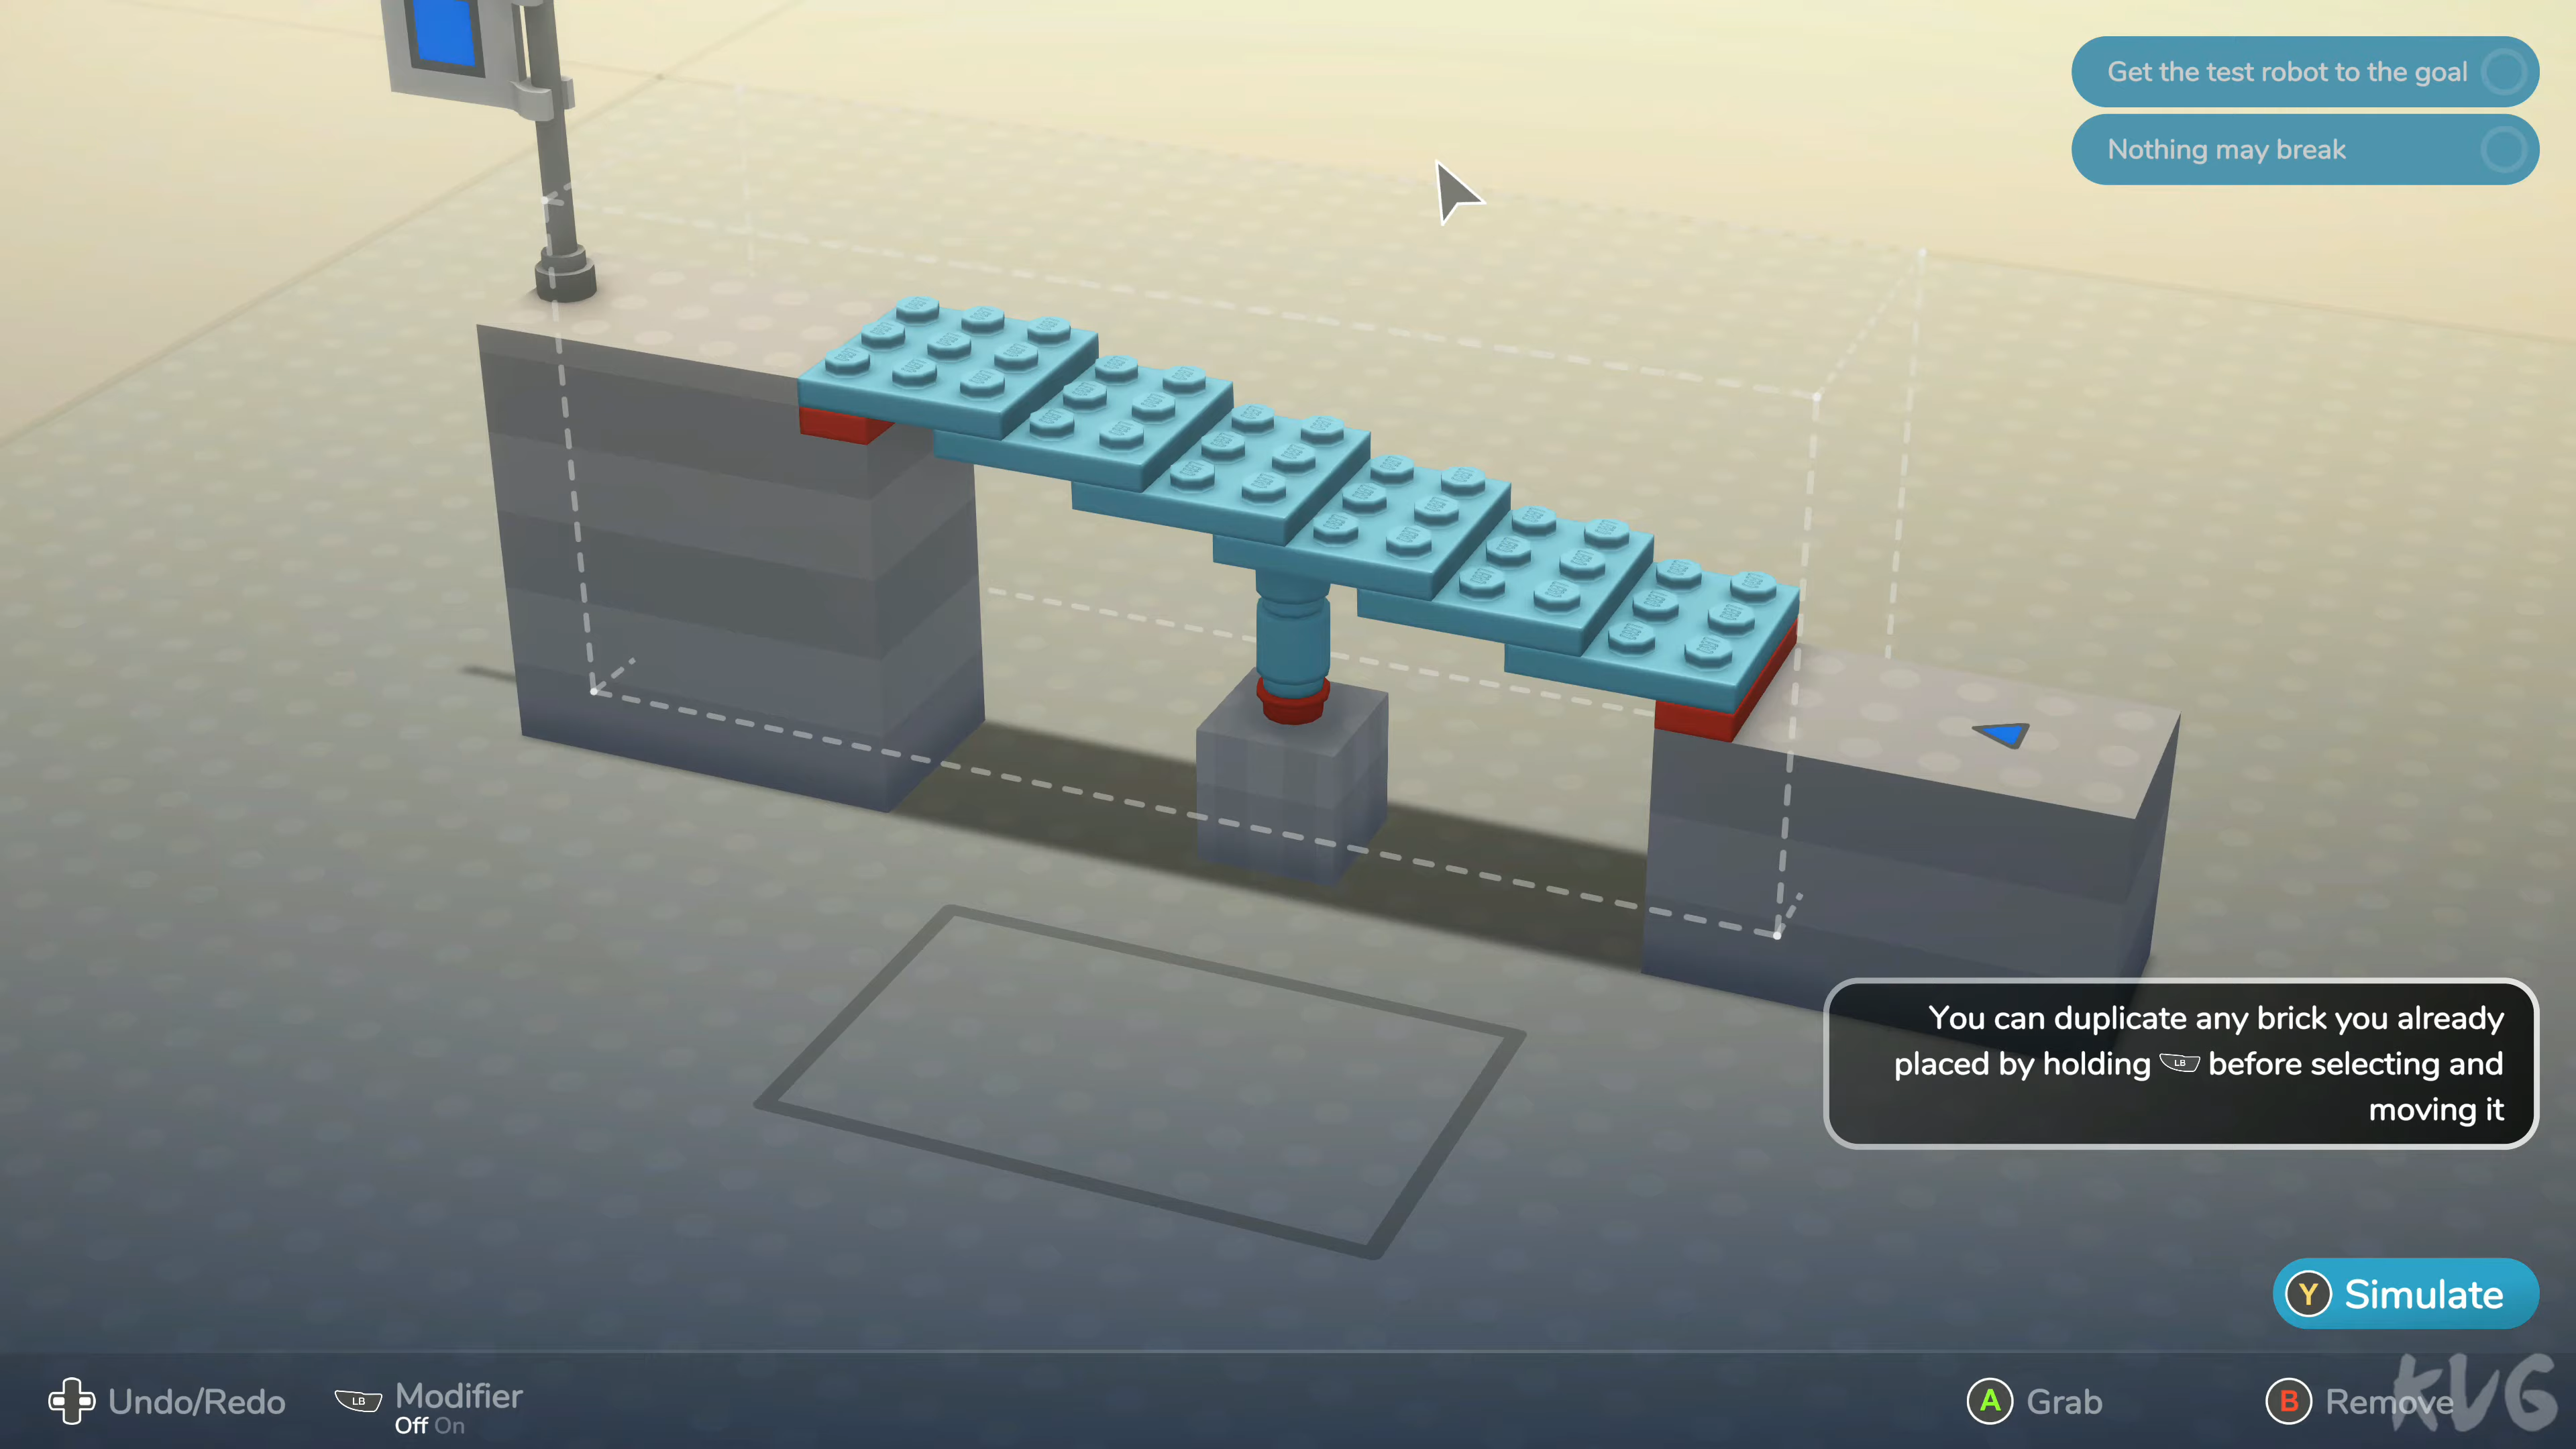 Get the test robot to the goal
Nothing may break
You can duplicate any brick you already
placed by holding LB before selecting and
moving it
Y Simulate
Undo/Redo
LB Modifier
Off On
A Grab
B Remove
KVG